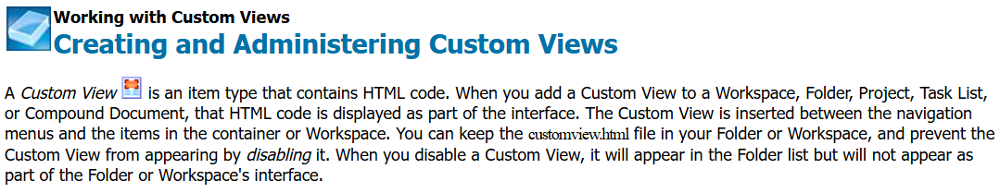 Working with Custom Views
Creating and Administering Custom Views
A Custom View is an item type that contains HTML code. When you add a Custom View to a Workspace, Folder, Project, Task List,
or Compound Document, that HTML code is displayed as part of the interface. The Custom View is inserted between the navigation
menus and the items in the container or Workspace. You can keep the customview.html file in your Folder or Workspace, and prevent the
Custom View from appearing by disabling it. When you disable a Custom View, it will appear in the Folder list but will not appear as
part of the Folder or Workspace's interface.